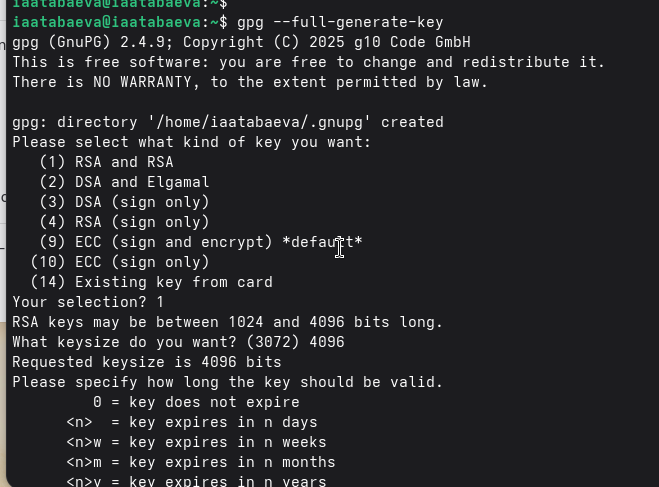 iaatabaeva@iaatabaeva:~$
iaatabaeva@iaatabaeva:~$ gpg --full-generate-key
gpg (GnuPG) 2.4.9; Copyright (C) 2025 g10 Code GmbH
This is free software: you are free to change and redistribute it.
There is NO WARRANTY, to the extent permitted by law.

gpg: directory '/home/iaatabaeva/.gnupg' created
Please select what kind of key you want:
   (1) RSA and RSA
   (2) DSA and Elgamal
   (3) DSA (sign only)
   (4) RSA (sign only)
   (9) ECC (sign and encrypt) *default*
  (10) ECC (sign only)
  (14) Existing key from card
Your selection? 1
RSA keys may be between 1024 and 4096 bits long.
What keysize do you want? (3072) 4096
Requested keysize is 4096 bits
Please specify how long the key should be valid.
         0 = key does not expire
      <n>  = key expires in n days
      <n>w = key expires in n weeks
      <n>m = key expires in n months
      <n>y = key expires in n years